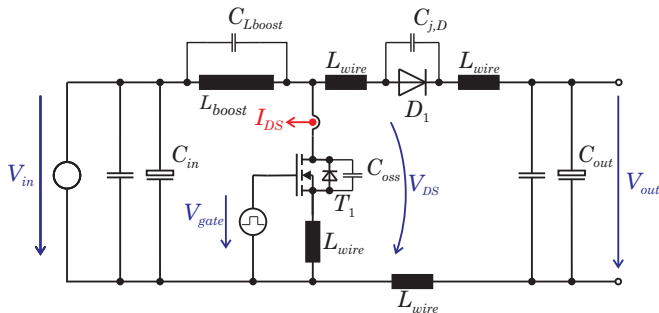 C_Lboost
C_j,D
L_wire
L_wire
L_boost
D_1
I_DS
C_in
C_oss
C_out
V_in
V_DS
V_out
T_1
V_gate
L_wire
L_wire